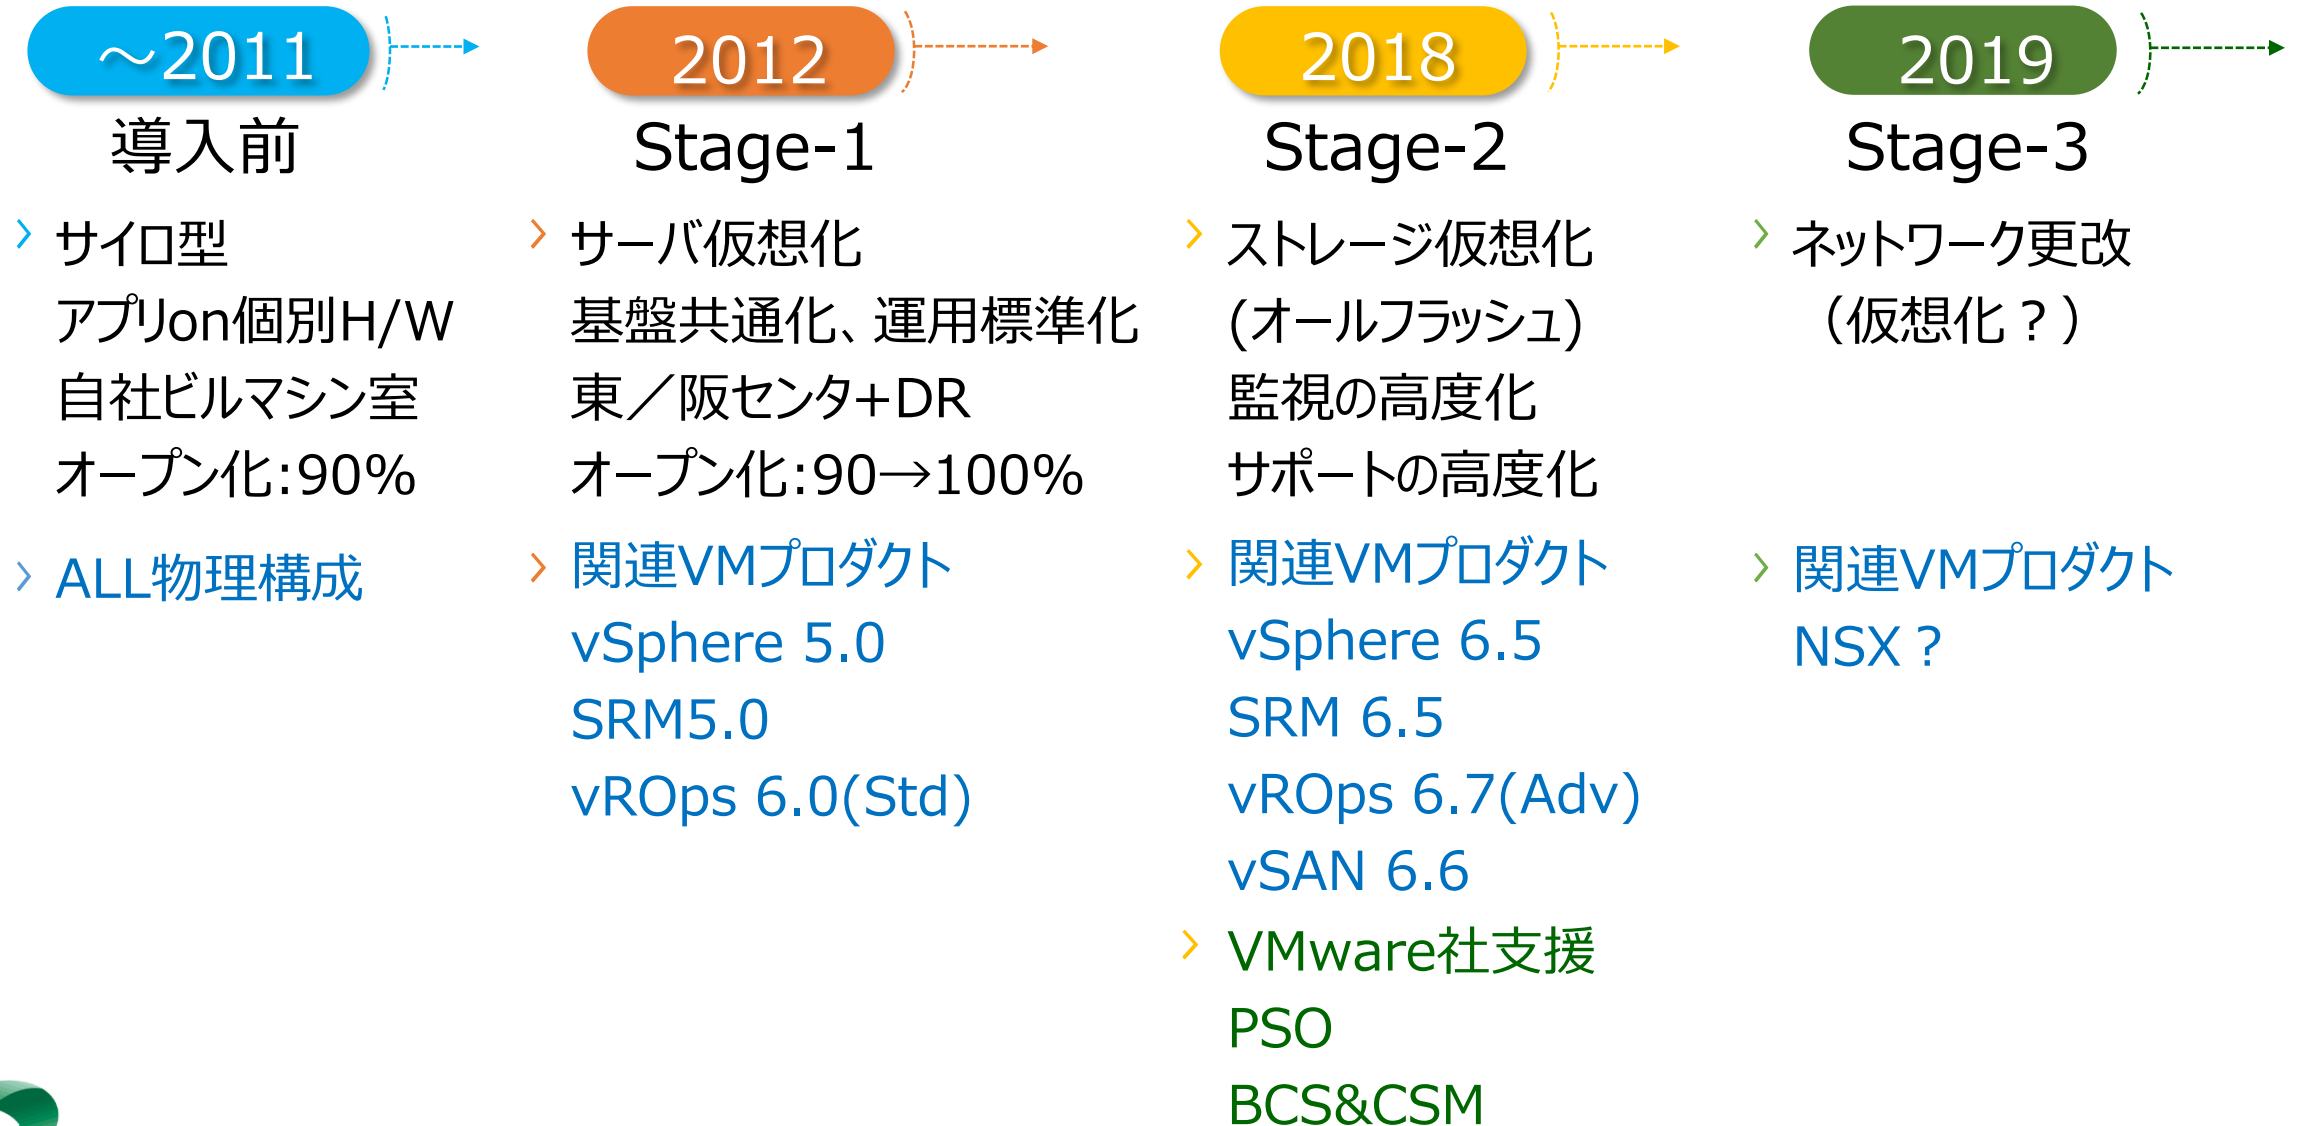 ～2011
導入前
サイロ型
アプリon個別H/W
自社ビルマシン室
オープン化:90%
ALL物理構成
2012
Stage-1
サーバ仮想化
基盤共通化、運用標準化
東／阪センタ+DR
オープン化:90→100%
関連VMプロダクト
vSphere 5.0
SRM5.0
vROps 6.0(Std)
2018
Stage-2
ストレージ仮想化
(オールフラッシュ)
監視の高度化
サポートの高度化
関連VMプロダクト
vSphere 6.5
SRM 6.5
vROps 6.7(Adv)
vSAN 6.6
VMware社支援
PSO
BCS&CSM
2019
Stage-3
ネットワーク更改
（仮想化？）
関連VMプロダクト
NSX？